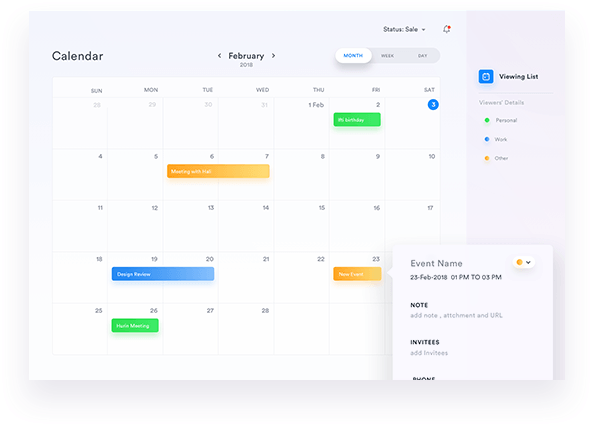 Status: Sale
Calendar
February
2018
MONTH WEEK DAY
Viewing List
Viewers' Details
Personal
Work
Other
SUN MON TUE WED THU FRI SAT
28 29 30 31 1 Feb 2 3
birthday
4 5 6 7 8 9 10
Meeting with
11 12 13 14 15 16 17
18 19 20 21 22 23
Design Review
New Event
25 26 27 28
Meeting
Event Name
23-Feb-2018 01 PM TO 03 PM
NOTE
add note , attchment and URL
INVITEES
add Invitees
PHONE